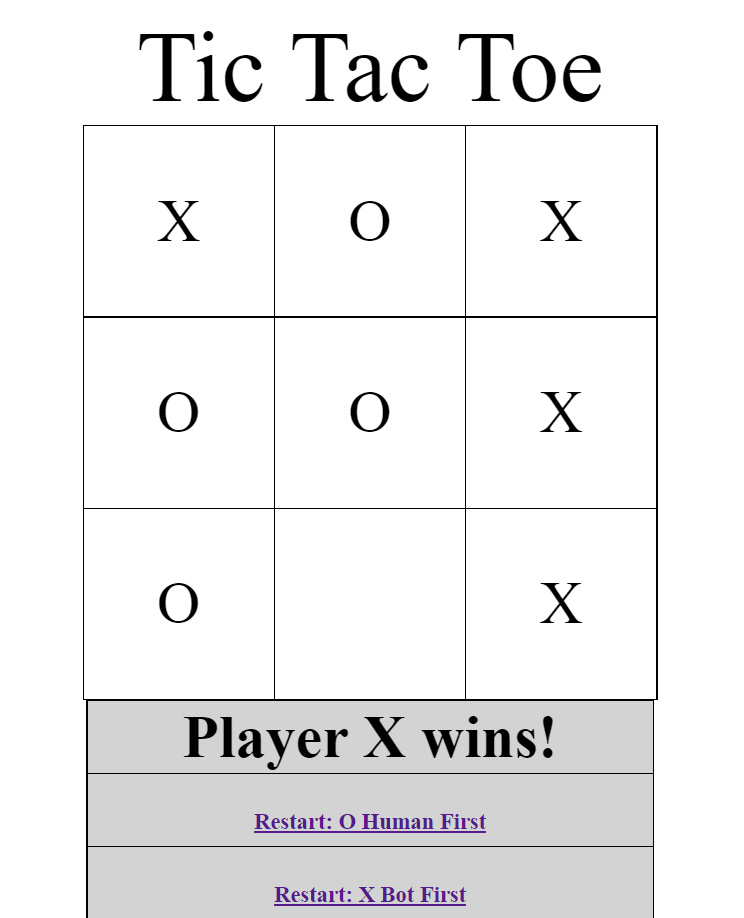 Tic Tac Toe
X O X
O O X
O X
Player X wins!
Restart: O Human First
Restart: X Bot First